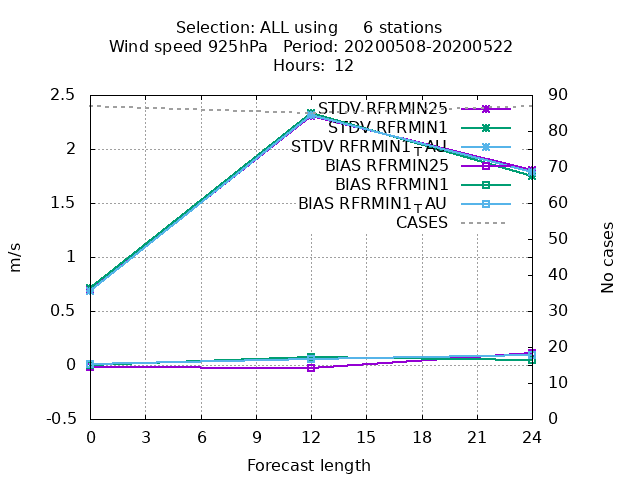 Selection: ALL using 6 stations
Wind speed 925hPa Period: 20200508-20200522
Hours: 12
m/s
No cases
2.5
2
1.5
1
0.5
0
-0.5
90
80
70
60
50
40
30
20
10
0
STDV RFRMIN25
STDV RFRMIN1
STDV RFRMIN1_T_AU
BIAS RFRMIN25
BIAS RFRMIN1
BIAS RFRMIN1_T_AU
CASES
0 3 6 9 12 15 18 21 24
Forecast length